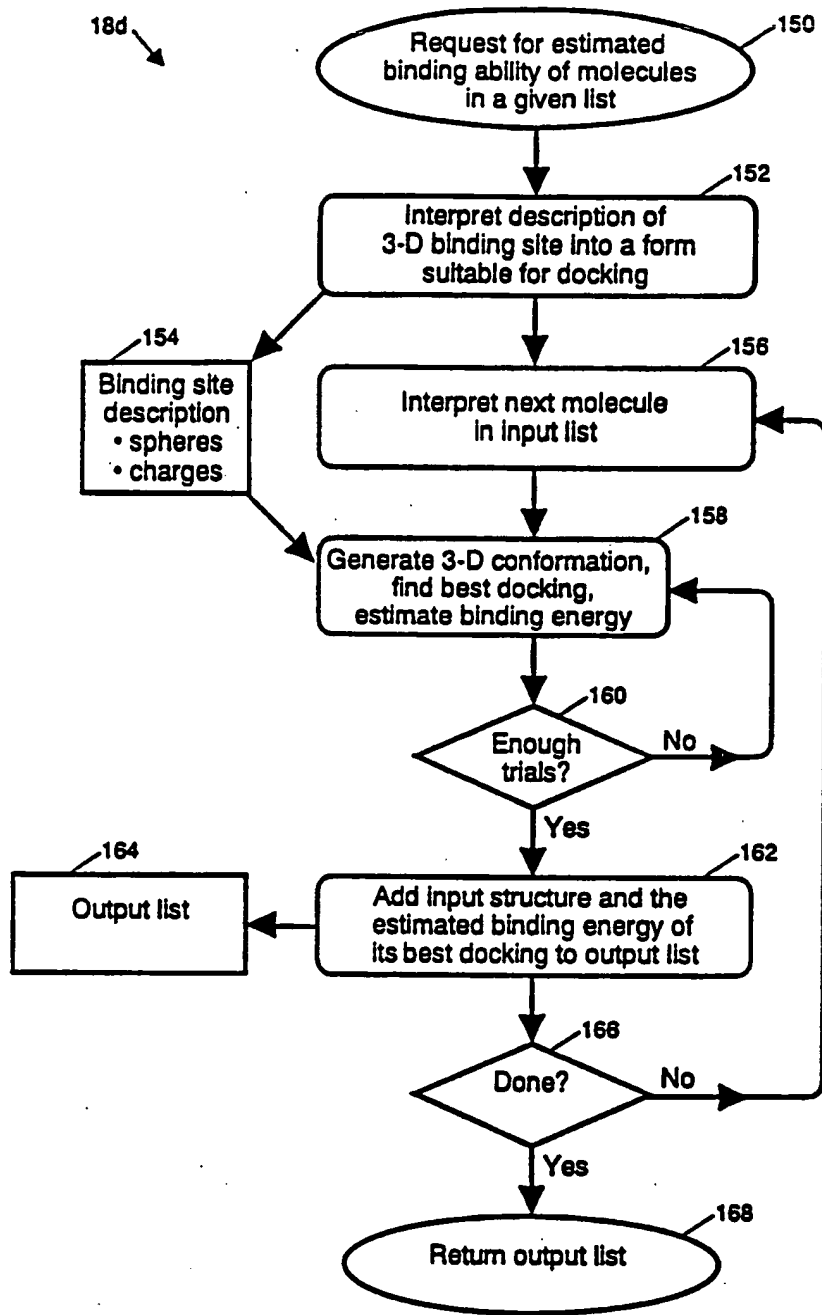 18d
150
Request for estimated
binding ability of molecules
in a given list
152
Interpret description of
3-D binding site into a form
suitable for docking
154
Binding site
description
• spheres
• charges
156
Interpret next molecule
in input list
158
Generate 3-D conformation,
find best docking,
estimate binding energy
160
Enough
trials?
No
Yes
164
Output list
162
Add input structure and the
estimated binding energy of
its best docking to output list
166
Done?
No
Yes
168
Return output list